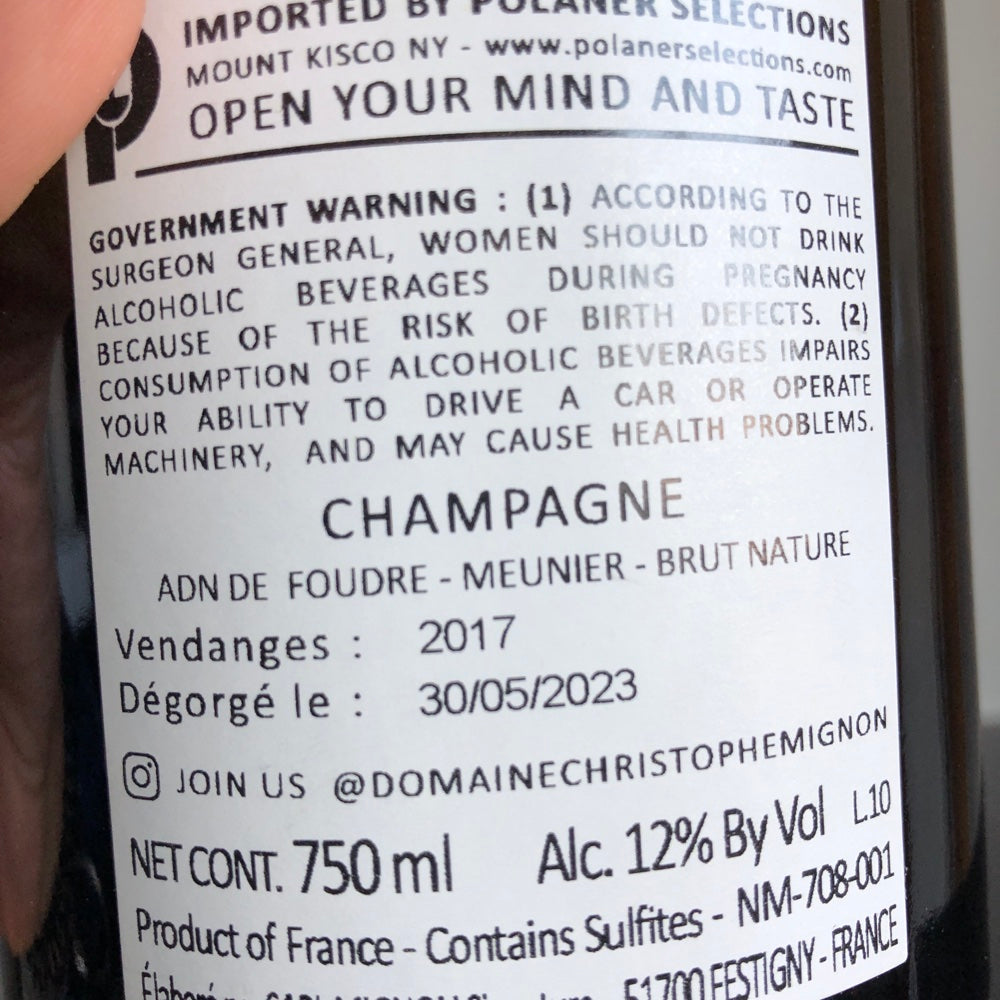 IMPORTED BY POLANER SELECTIONS
MOUNT KISCO NY - www.polanerselections.com
OPEN YOUR MIND AND TASTE
GOVERNMENT WARNING : (1) ACCORDING TO THE
SURGEON GENERAL, WOMEN SHOULD NOT DRINK
ALCOHOLIC BEVERAGES DURING PREGNANCY
BECAUSE OF THE RISK OF BIRTH DEFECTS. (2)
CONSUMPTION OF ALCOHOLIC BEVERAGES IMPAIRS
YOUR ABILITY TO DRIVE A CAR OR OPERATE
MACHINERY, AND MAY CAUSE HEALTH PROBLEMS.
CHAMPAGNE
ADN DE FOUDRE - MEUNIER - BRUT NATURE
Vendanges : 2017
Dégorgé le : 30/05/2023
JOIN US @DOMAINECHRISTOPHEMIGNON
NET CONT. 750 ml Alc. 12% By Vol L.10
Product of France - Contains Sulfites - NM-708-001
51700 FESTIGNY - FRANCE